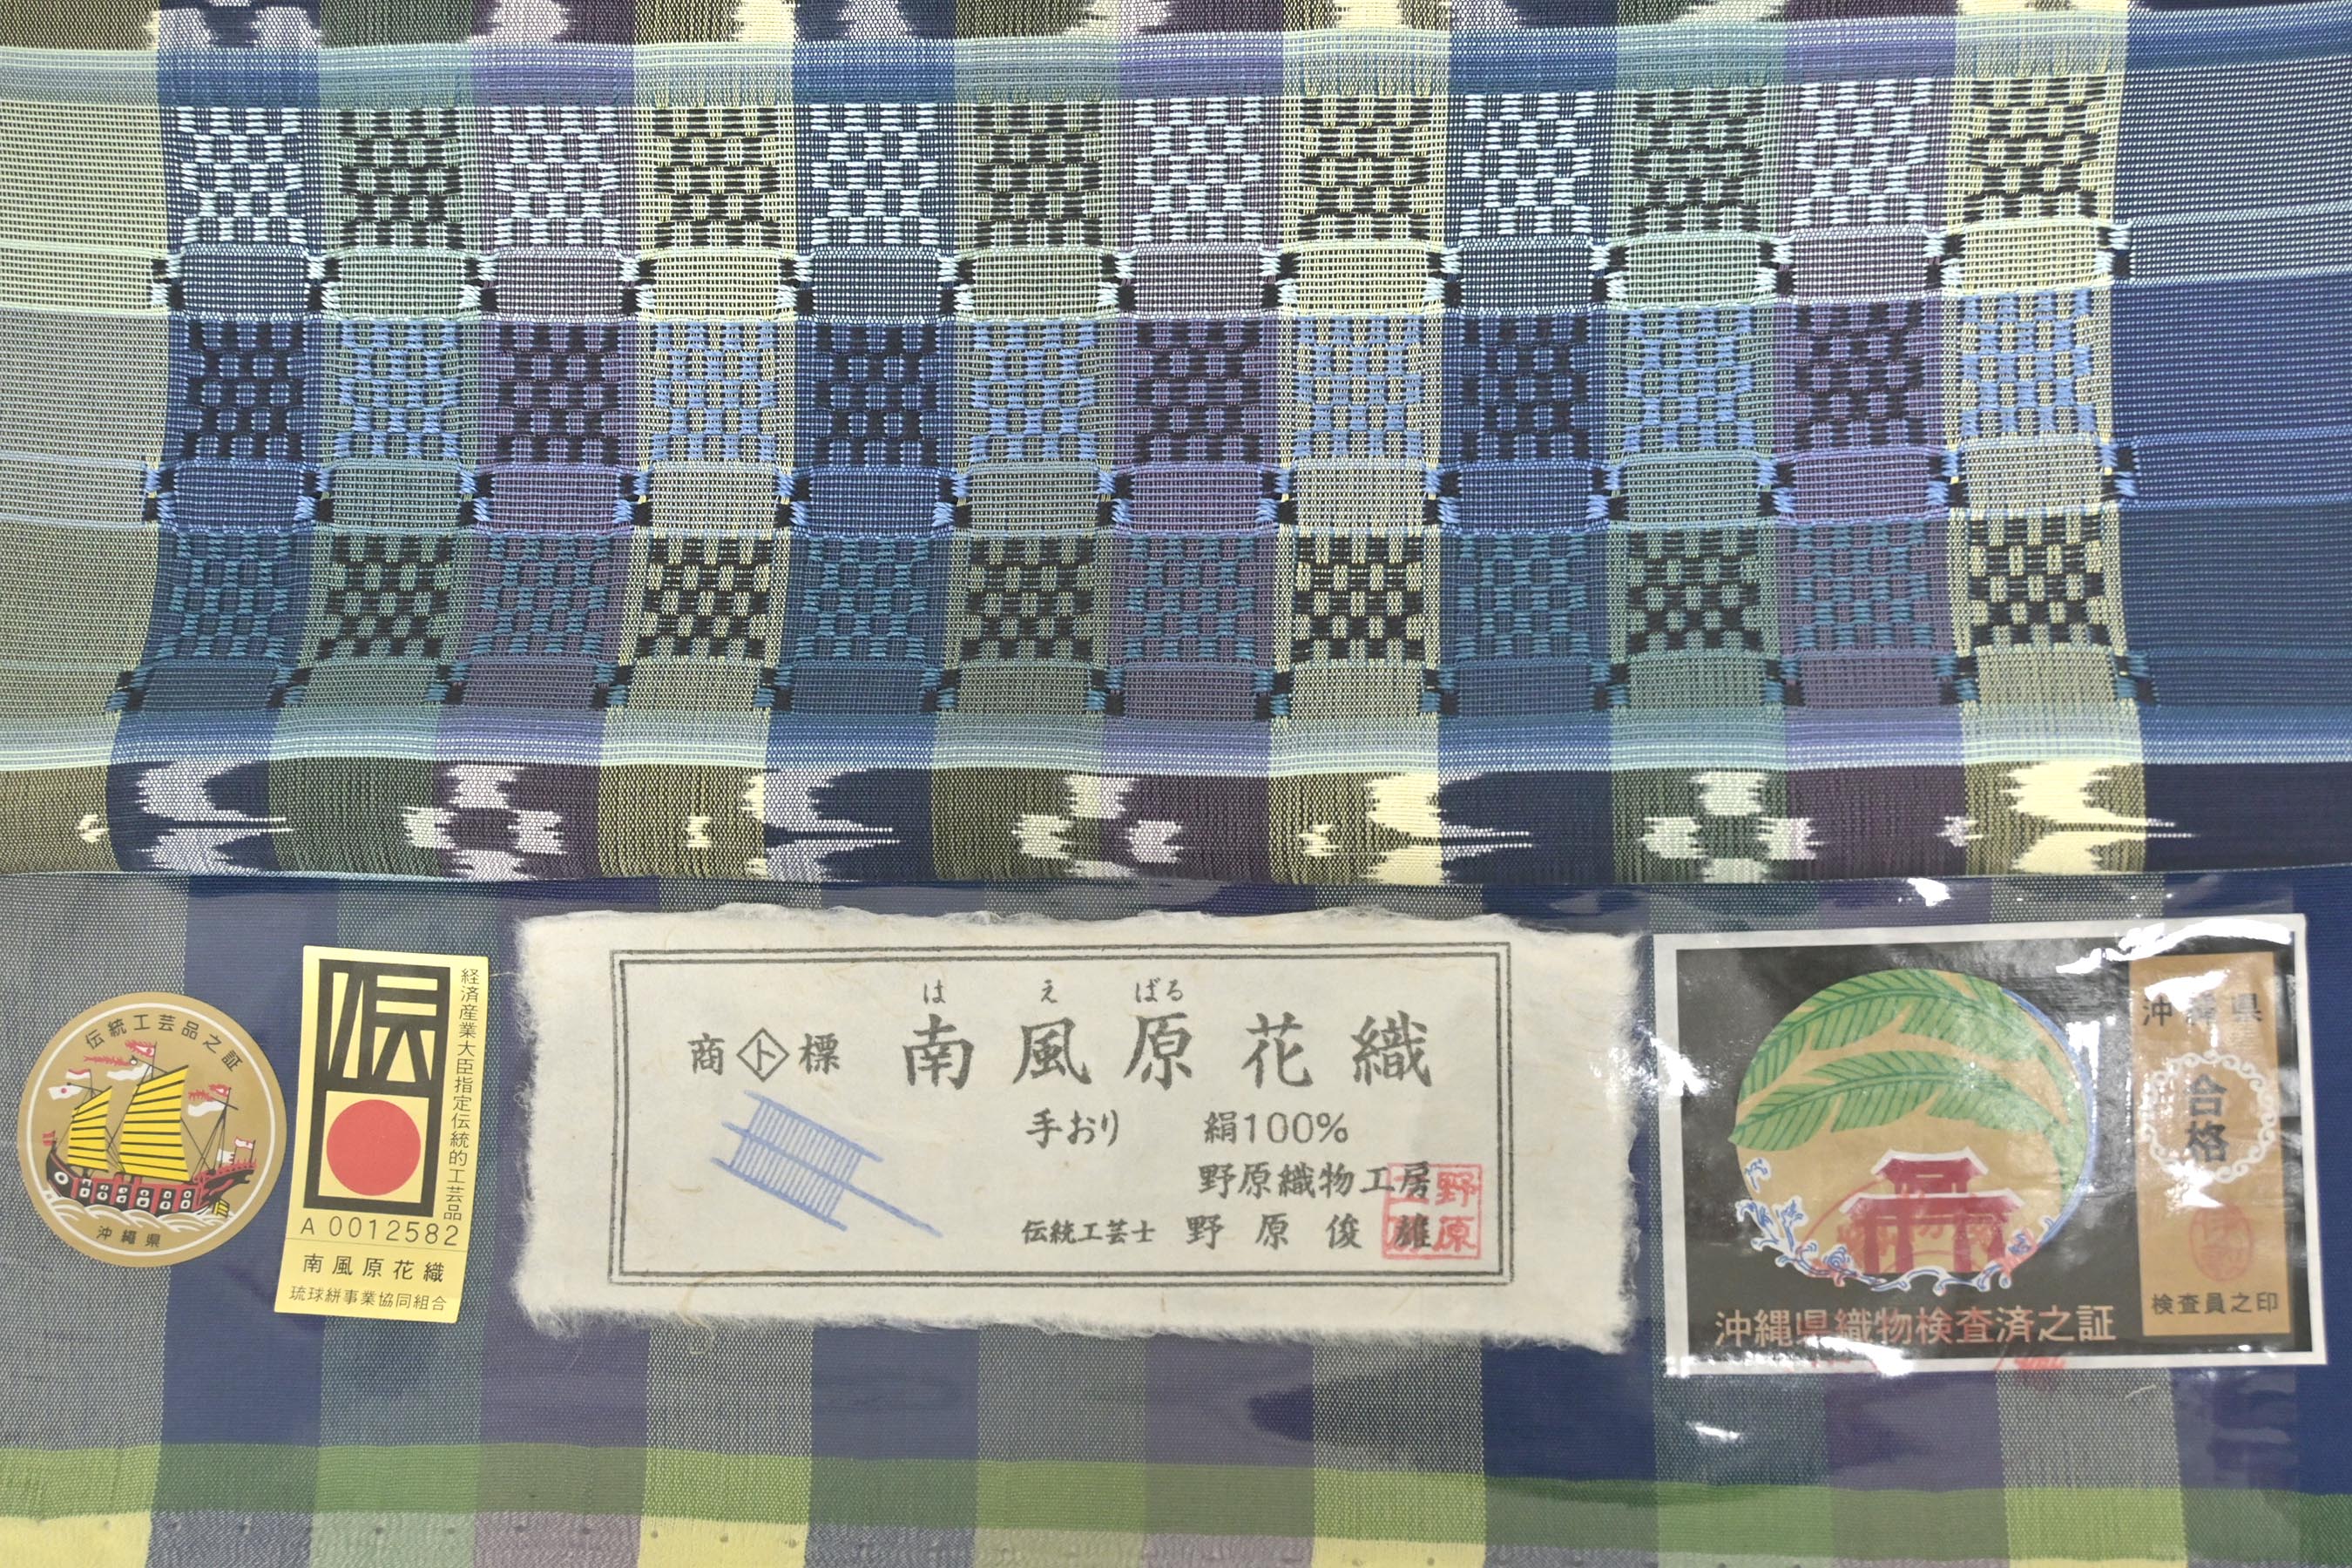 伝統工芸品之証
沖縄県
伝
経済産業大臣指定伝統的工芸品
A 0012582
南風原花織
琉球絣事業協同組合
は え ばる
商ト標 南風原花織
手おり 絹100%
野原織物工房
伝統工芸士 野原俊雄
野原
沖縄県
合格
検査員之印
沖縄県織物検査済之証